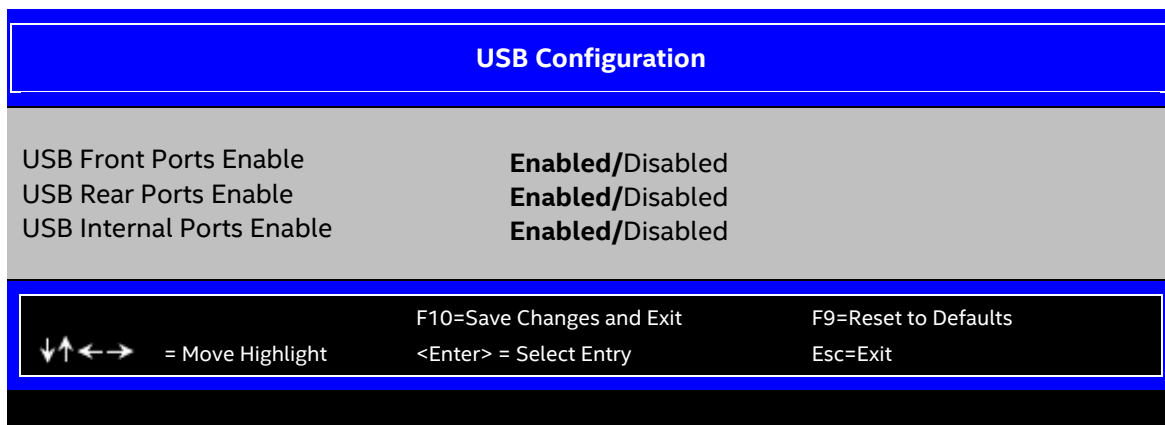 USB Configuration
USB Front Ports Enable Enabled/Disabled
USB Rear Ports Enable Enabled/Disabled
USB Internal Ports Enable Enabled/Disabled
F10=Save Changes and Exit F9=Reset to Defaults
↓↑←→ = Move Highlight <Enter> = Select Entry Esc=Exit